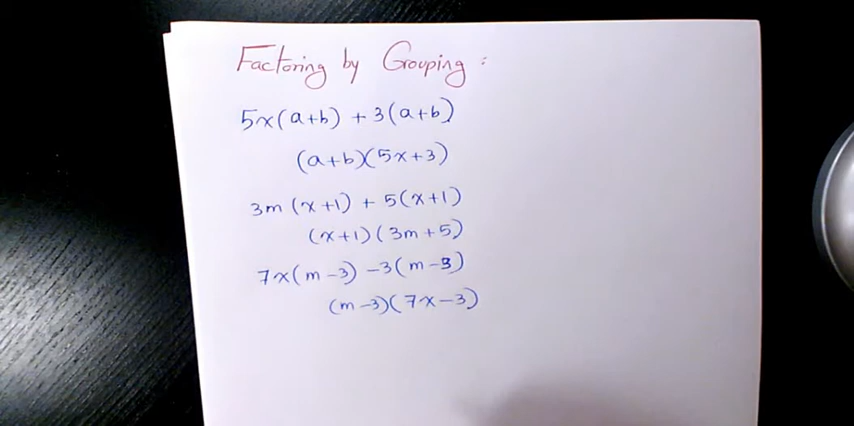 Factoring by Grouping :
5x(a+b) + 3(a+b)
(a+b)(5x+3)
3m (x+1) + 5(x+1)
(x+1)(3m+5)
7x(m-3) -3(m-3)
(m-3)(7x-3)